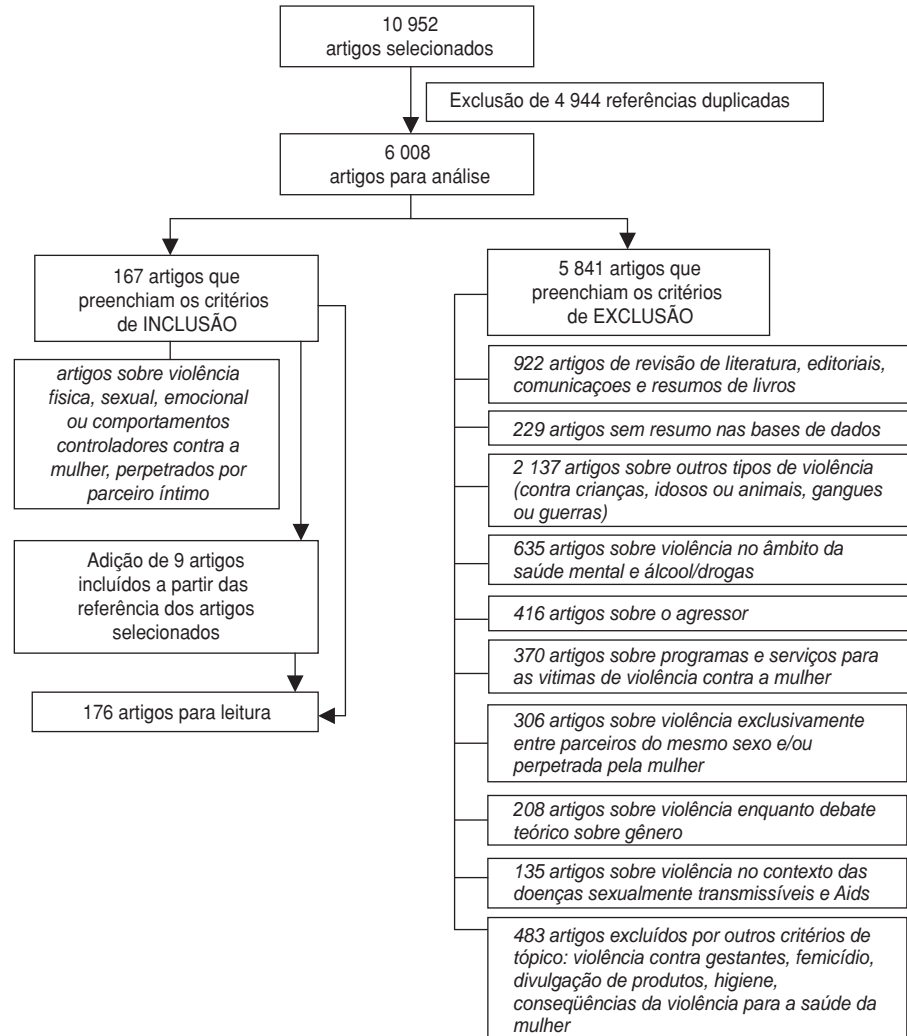 10 952
artigos selecionados
Exclusão de 4 944 referências duplicadas
6 008
artigos para análise
167 artigos que
preenchiam os critérios
de INCLUSÃO
artigos sobre violência
fisica, sexual, emocional
ou comportamentos
controladores contra a
mulher, perpetrados por
parceiro íntimo
Adição de 9 artigos
incluídos a partir das
referência dos artigos
selecionados
176 artigos para leitura
5 841 artigos que
preenchiam os critérios
de EXCLUSÃO
922 artigos de revisão de literatura, editoriais,
comunicaçoes e resumos de livros
229 artigos sem resumo nas bases de dados
2 137 artigos sobre outros tipos de violência
(contra crianças, idosos ou animais, gangues
ou guerras)
635 artigos sobre violência no âmbito da
saúde mental e álcool/drogas
416 artigos sobre o agressor
370 artigos sobre programas e serviços para
as vitimas de violência contra a mulher
306 artigos sobre violência exclusivamente
entre parceiros do mesmo sexo e/ou
perpetrada pela mulher
208 artigos sobre violência enquanto debate
teórico sobre gênero
135 artigos sobre violência no contexto das
doenças sexualmente transmissíveis e Aids
483 artigos excluídos por outros critérios de
tópico: violência contra gestantes, femicídio,
divulgação de produtos, higiene,
conseqüências da violência para a saúde da
mulher